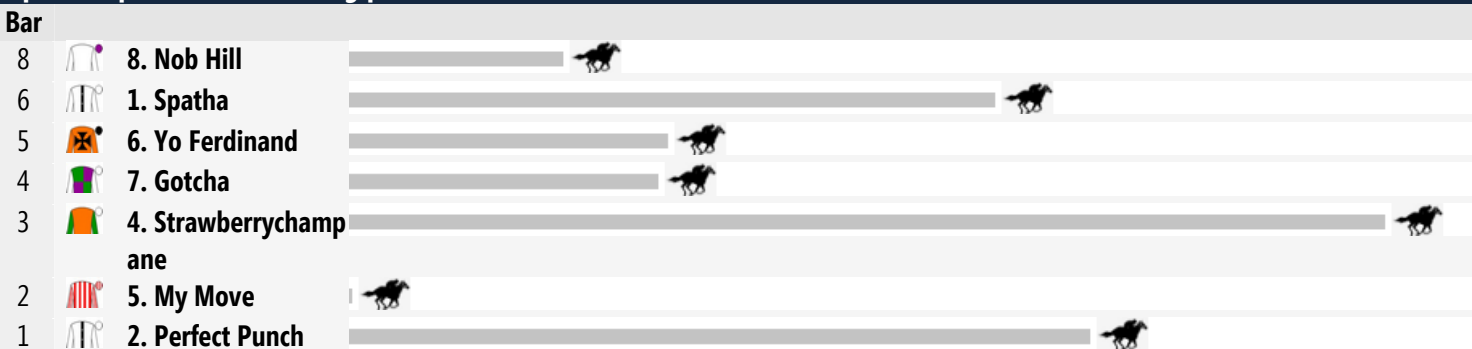 Bar
8 8. Nob Hill
6 1. Spatha
5 6. Yo Ferdinand
4 7. Gotcha
3 4. Strawberrychamp
ane
2 5. My Move
1 2. Perfect Punch